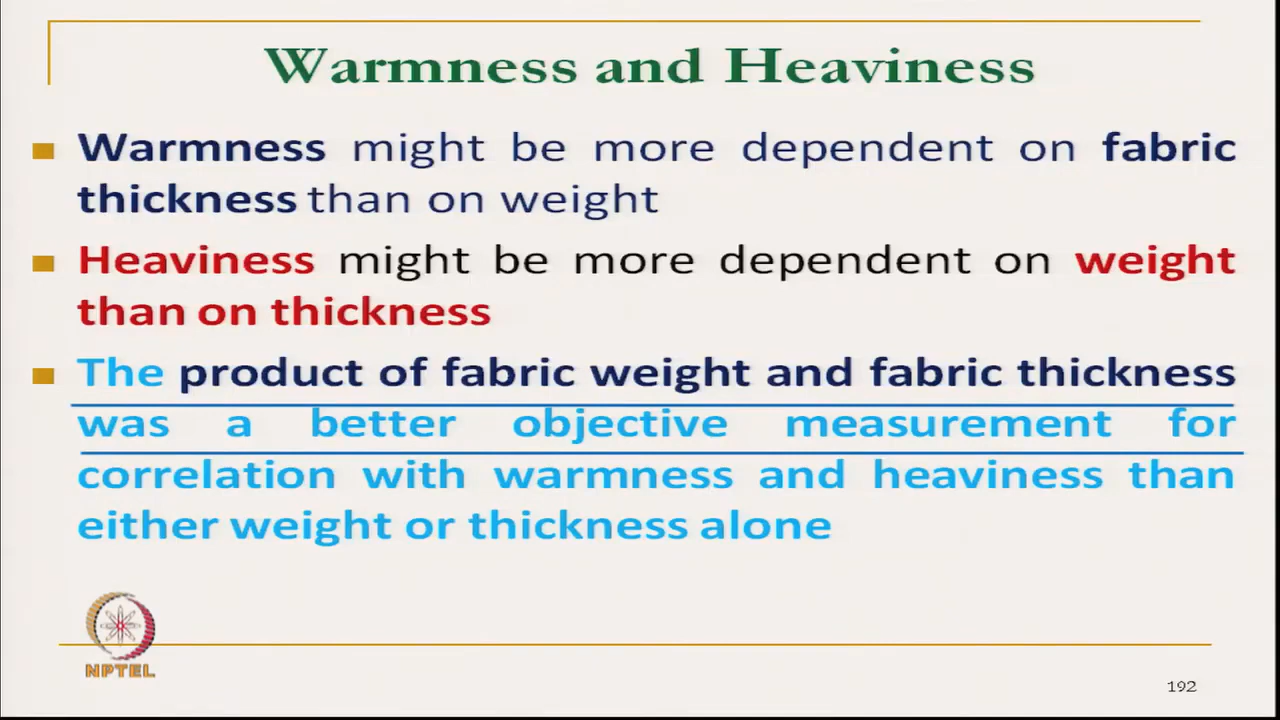 Warmness and Heaviness
Warmness might be more dependent on fabric
thickness than on weight
Heaviness might be more dependent on weight
than on thickness
The product of fabric weight and fabric thickness
was a better objective measurement for
correlation with warmness and heaviness than
either weight or thickness alone
NPTEL
192